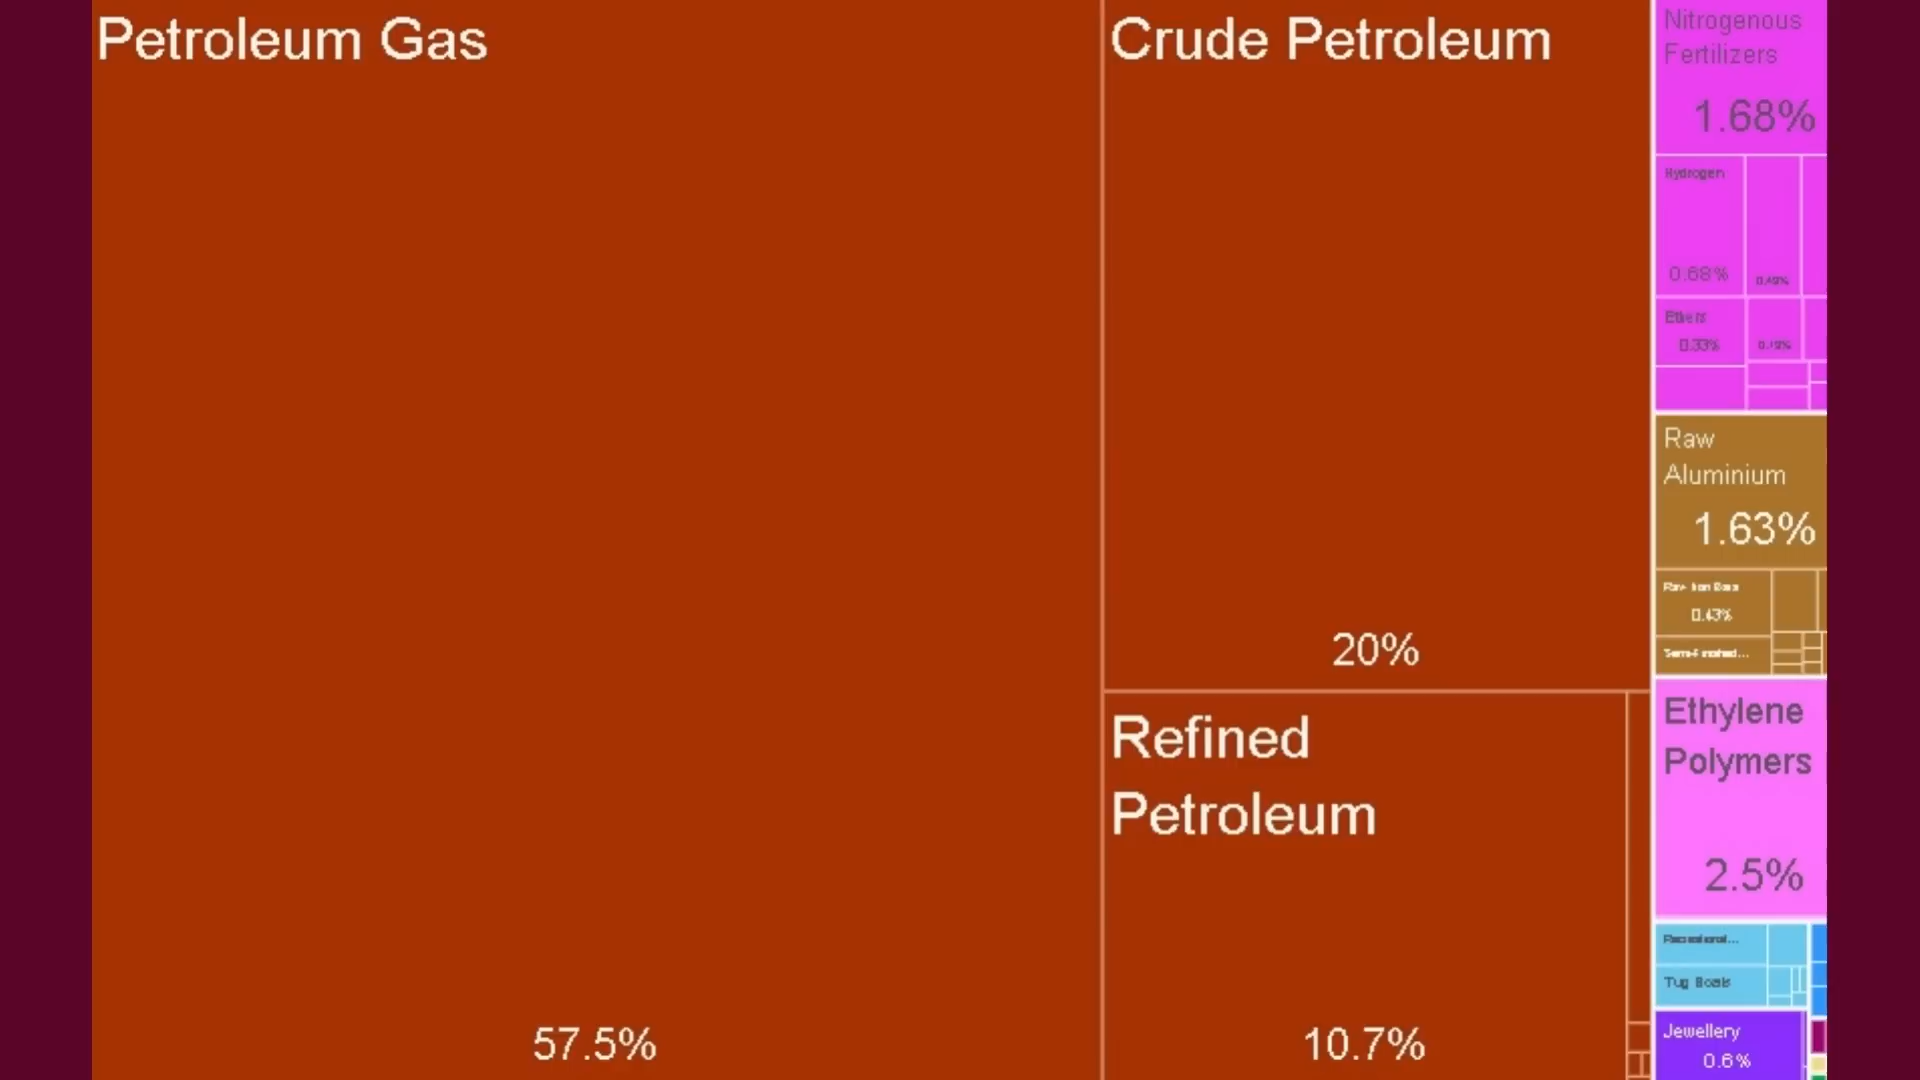 Petroleum Gas
57.5%
Crude Petroleum
20%
Refined
Petroleum
10.7%
Nitrogenous
Fertilizers
1.68%
Hydrogen
0.68%
Ethers
0.33%
Raw
Aluminium
1.63%
0.43%
Ethylene
Polymers
2.5%
Tug Boats
Jewellery
0.6%